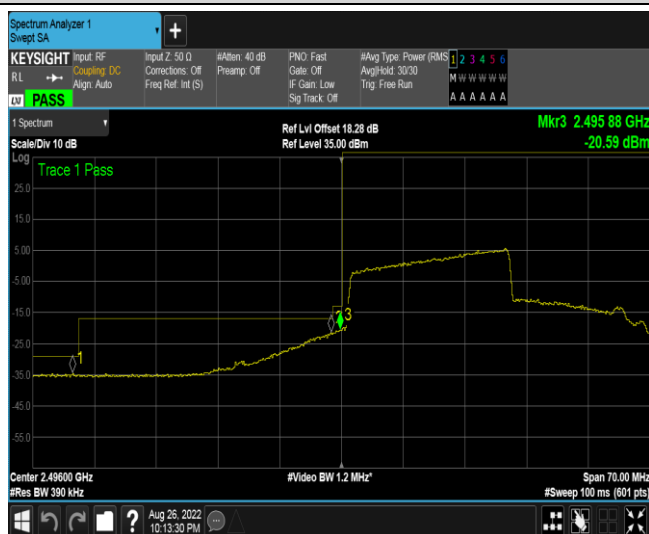 Spectrum Analyzer 1
Swept SA
+
KEYSIGHT Input: RF Input Z: 50 Ω #Atten: 40 dB PNO: Fast #Avg Type: Power (RMS 1 2 3 4 5 6
RL Coupling: DC Corrections: Off Preamp: Off Gate: Off Avg|Hold: 30/30 M W W W W W
Align: Auto Freq Ref: Int (S) IF Gain: Low Trig: Free Run
LXI PASS Sig Track: Off A A A A A A
1 Spectrum Ref Lvl Offset 18.28 dB Mkr3 2.495 88 GHz
Scale/Div 10 dB Ref Level 35.00 dBm -20.59 dBm
Log
Trace 1 Pass
25.0
15.0
5.00
-5.00
-15.0
3
-25.0
1
-35.0
-45.0
-55.0
Center 2.49600 GHz #Video BW 1.2 MHz* Span 70.00 MHz
#Res BW 390 kHz #Sweep 100 ms (601 pts)
? Aug 26, 2022
10:13:30 PM